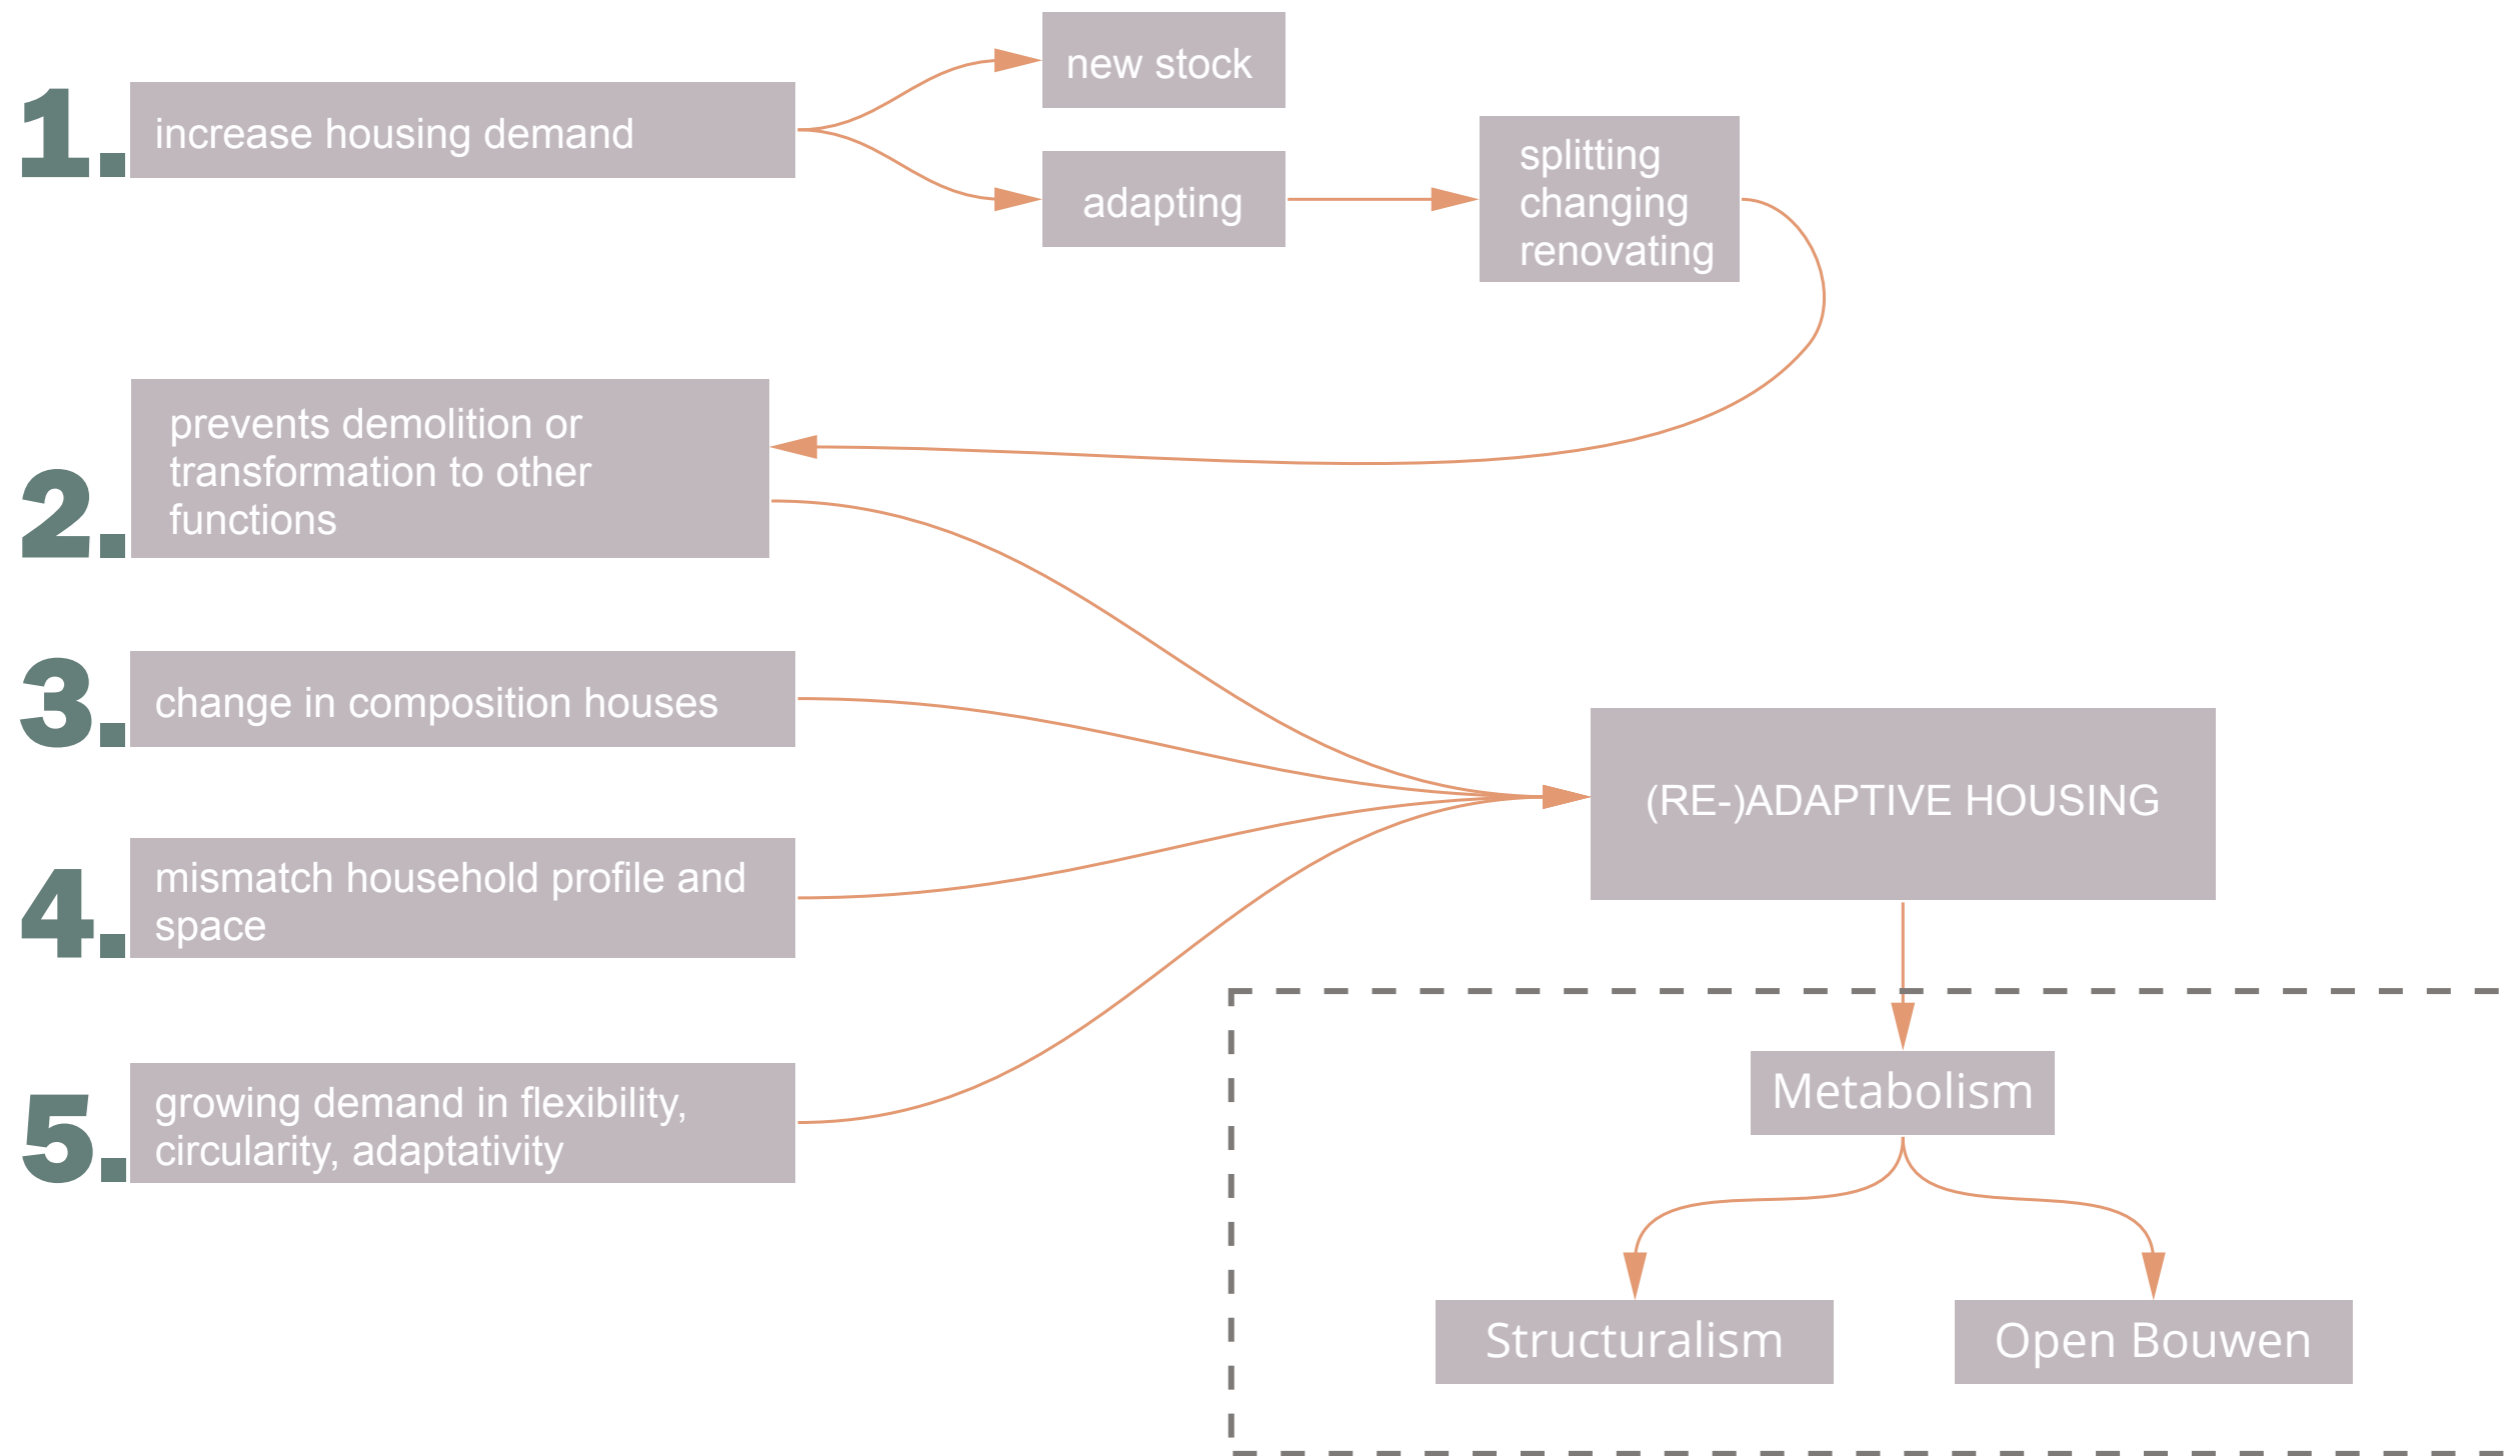 1.
increase housing demand
new stock
adapting
splitting
changing
renovating
2.
prevents demolition or
transformation to other
functions
3.
change in composition houses
4.
mismatch household profile and
space
5.
growing demand in flexibility,
circularity, adaptativity
(RE-)ADAPTIVE HOUSING
Metabolism
Structuralism
Open Bouwen